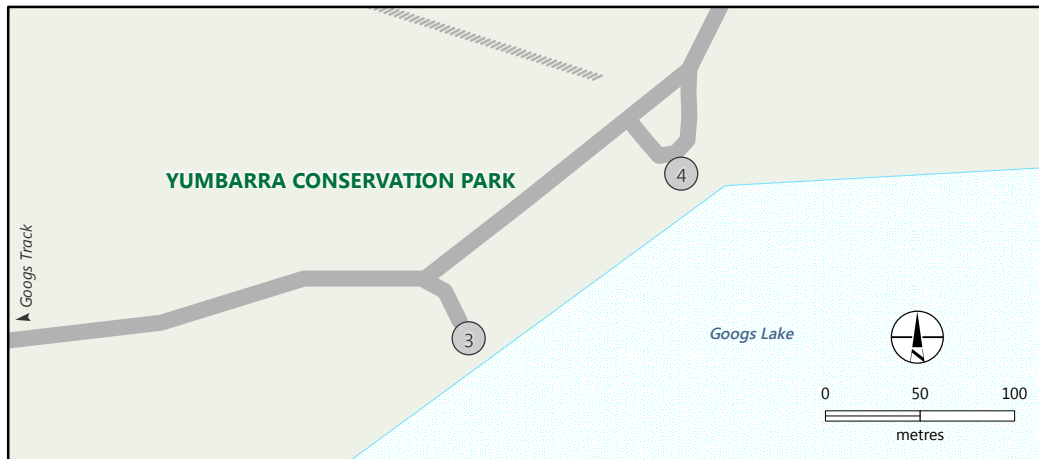 YUMBARRA CONSERVATION PARK
4
Googs Track
3
Googs Lake
N
0 50 100
metres